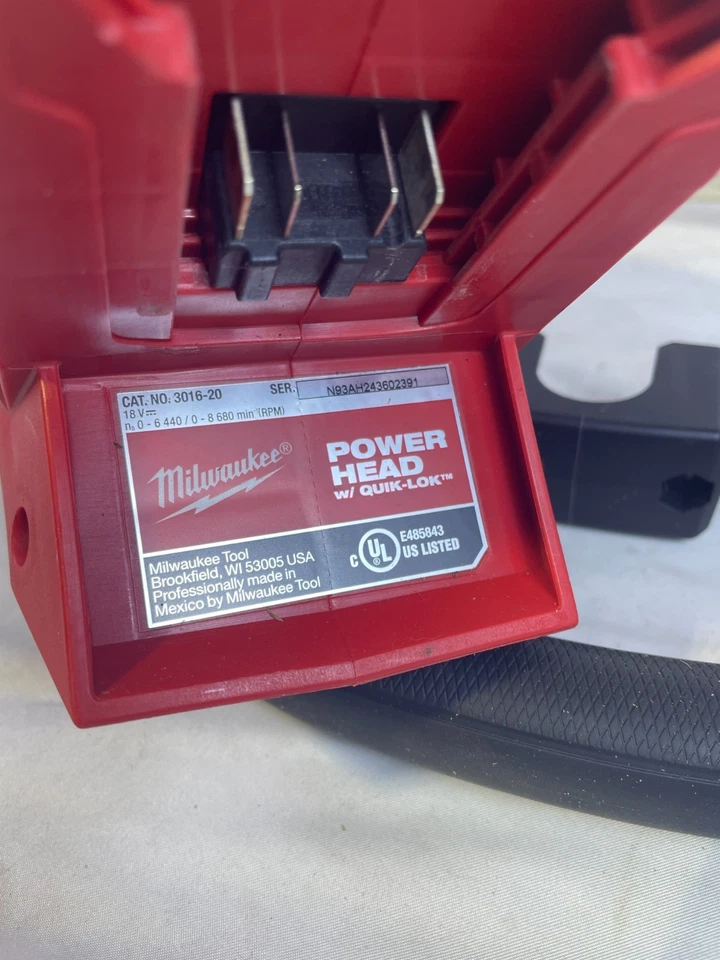 CAT. NO: 3016-20 SER. N93AH243602391
18 V⎓
n₀ 0 - 6 440 / 0 - 8 680 min⁻¹(RPM)
Milwaukee®
POWER
HEAD
W/ QUIK-LOK™
Milwaukee Tool
Brookfield, WI 53005 USA
Professionally made in
Mexico by Milwaukee Tool
C UL US LISTED
E485843